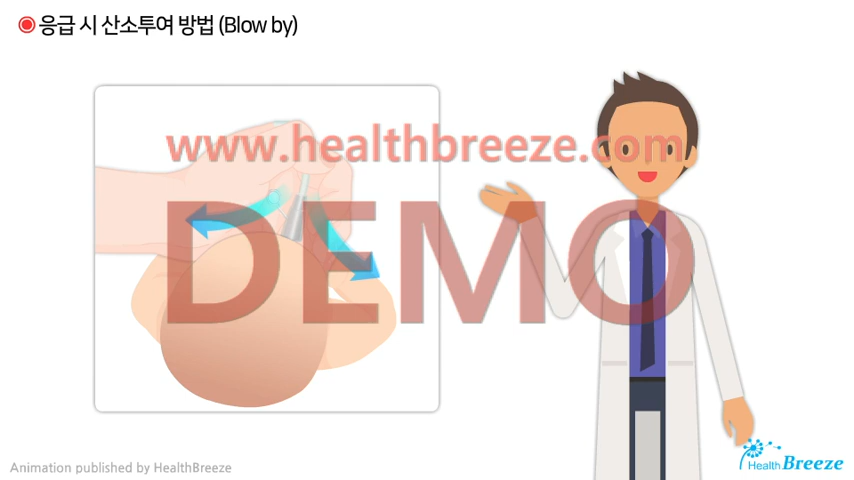 응급 시 산소투여 방법 (Blow by)
www.healthbreeze.com
DEMO
Animation published by HealthBreeze
Health Breeze